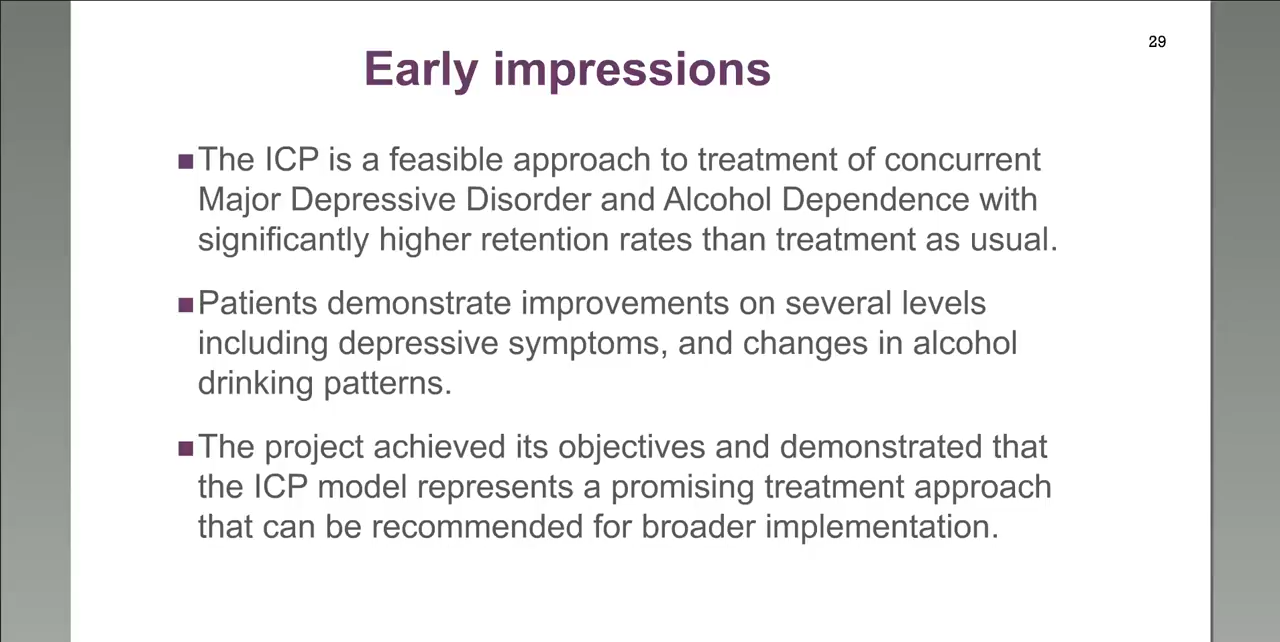 29
Early impressions
■The ICP is a feasible approach to treatment of concurrent
Major Depressive Disorder and Alcohol Dependence with
significantly higher retention rates than treatment as usual.
■Patients demonstrate improvements on several levels
including depressive symptoms, and changes in alcohol
drinking patterns.
■The project achieved its objectives and demonstrated that
the ICP model represents a promising treatment approach
that can be recommended for broader implementation.